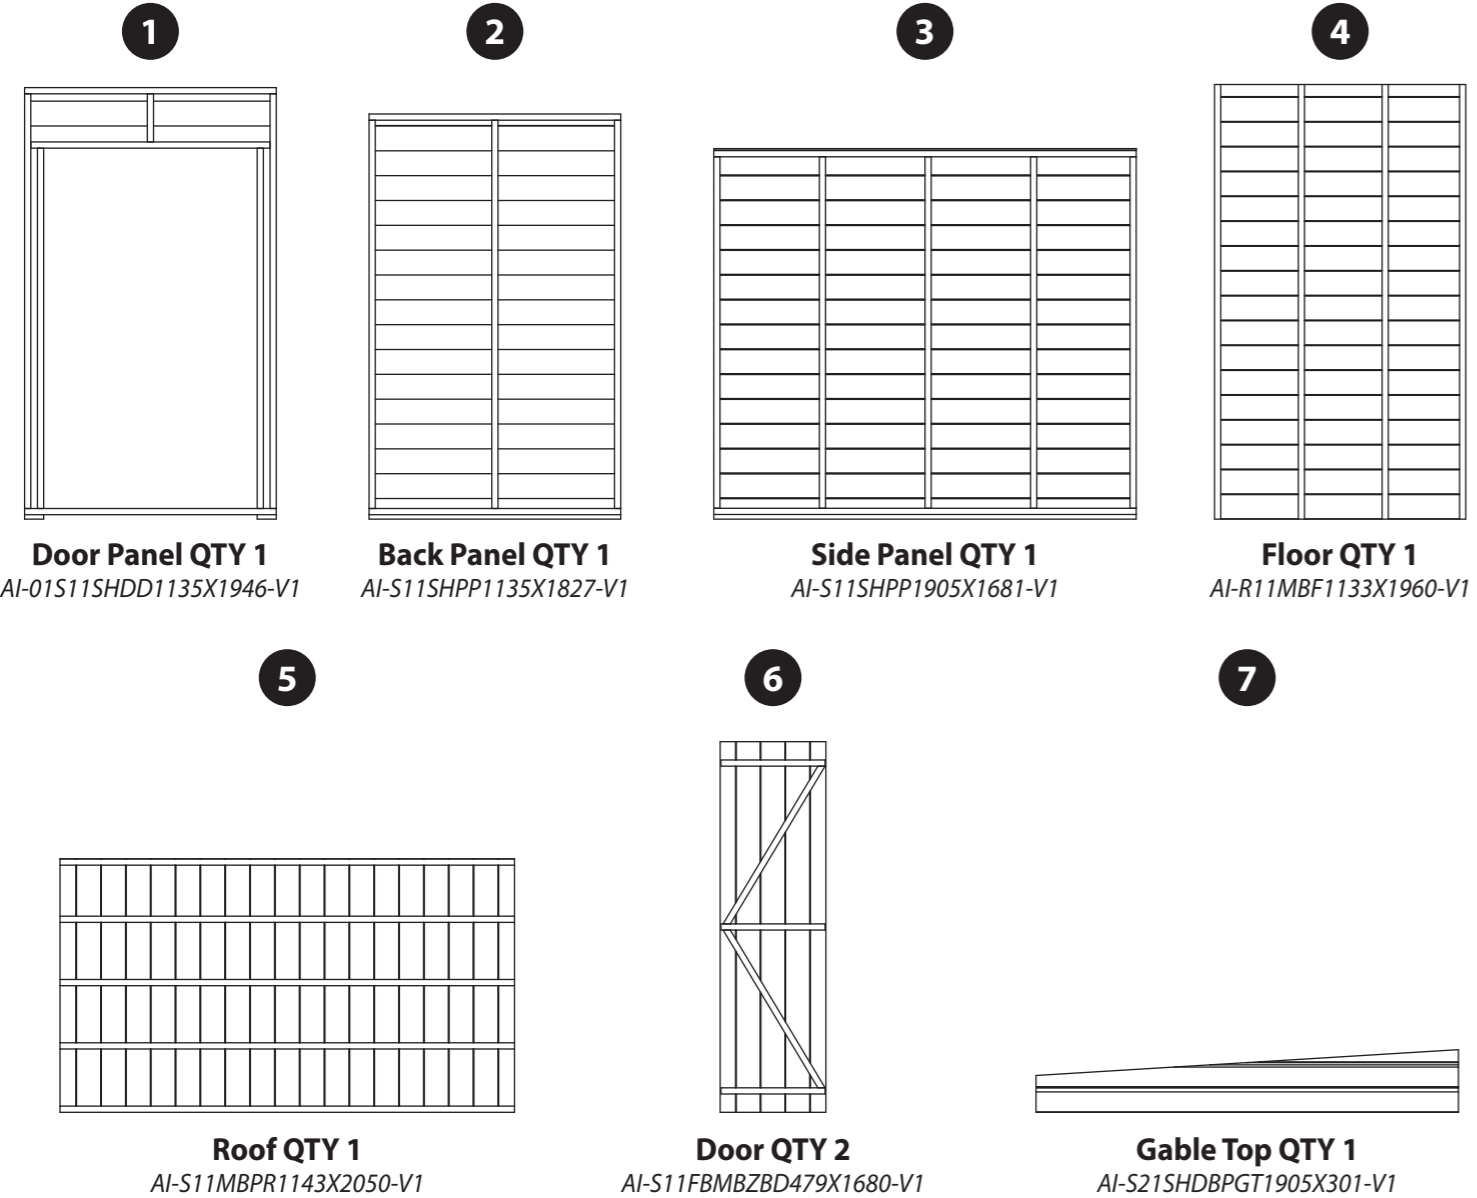 1
2
3
4
Door Panel QTY 1
Back Panel QTY 1
Side Panel QTY 1
Floor QTY 1
AI-01S11SHDD1135X1946-V1
AI-S11SHPP1135X1827-V1
AI-S11SHPP1905X1681-V1
AI-R11MBF1133X1960-V1
5
6
7
Roof QTY 1
Door QTY 2
Gable Top QTY 1
AI-S11MBPR1143X2050-V1
AI-S11FBMBZBD479X1680-V1
AI-S21SHDBPGT1905X301-V1